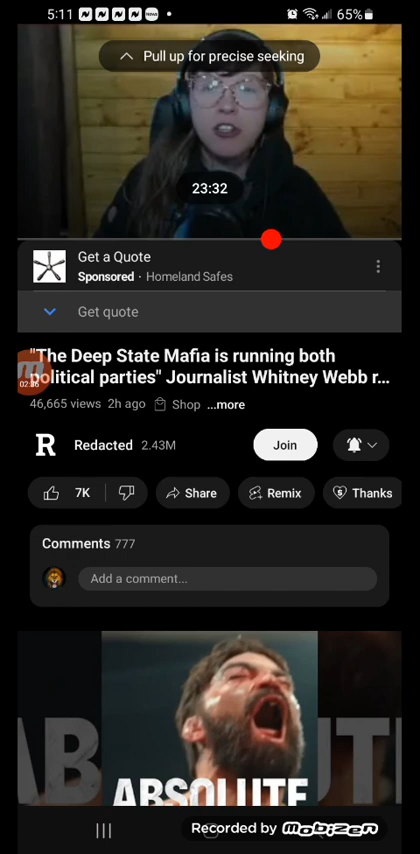 5:11
65%
Pull up for precise seeking
23:32
Get a Quote
Sponsored · Homeland Safes
Get quote
"The Deep State Mafia is running both
political parties" Journalist Whitney Webb r...
46,665 views 2h ago Shop ...more
R Redacted 2.43M Join
7K Share Remix Thanks
Comments 777
Add a comment...
ABSOLUTE
Recorded by mobizen